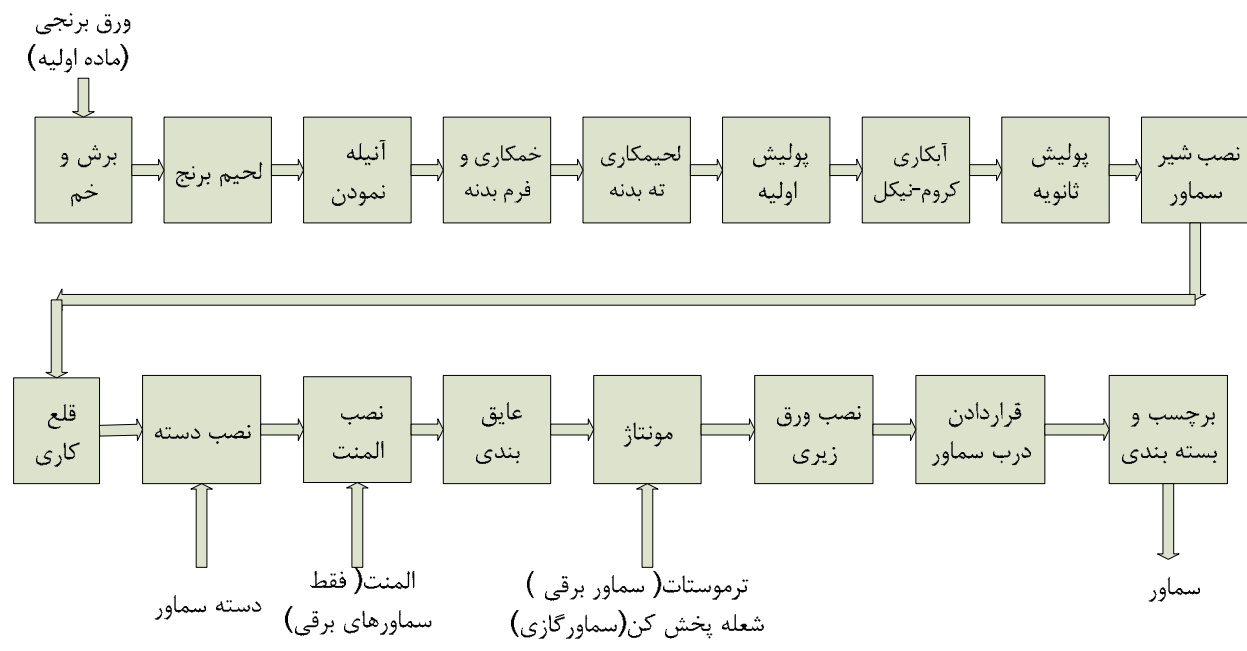 ورق برنجی
(ماده اولیه)
برش و
خم
لحیم برنج
آنیله
نمودن
خمکاری و
فرم بدنه
لحیمکاری
ته بدنه
پولیش
اولیه
آبکاری
کروم-نیکل
پولیش
ثانویه
نصب شیر
سماور
قلع
کاری
نصب دسته
نصب
المنت
عایق
بندی
مونتاژ
نصب ورق
زیری
قراردادن
درب سماور
برچسب و
بسته بندی
دسته سماور
المنت( فقط
سماورهای برقی)
ترموستات( سماور برقی )
شعله پخش کن(سماورگازی)
سماور